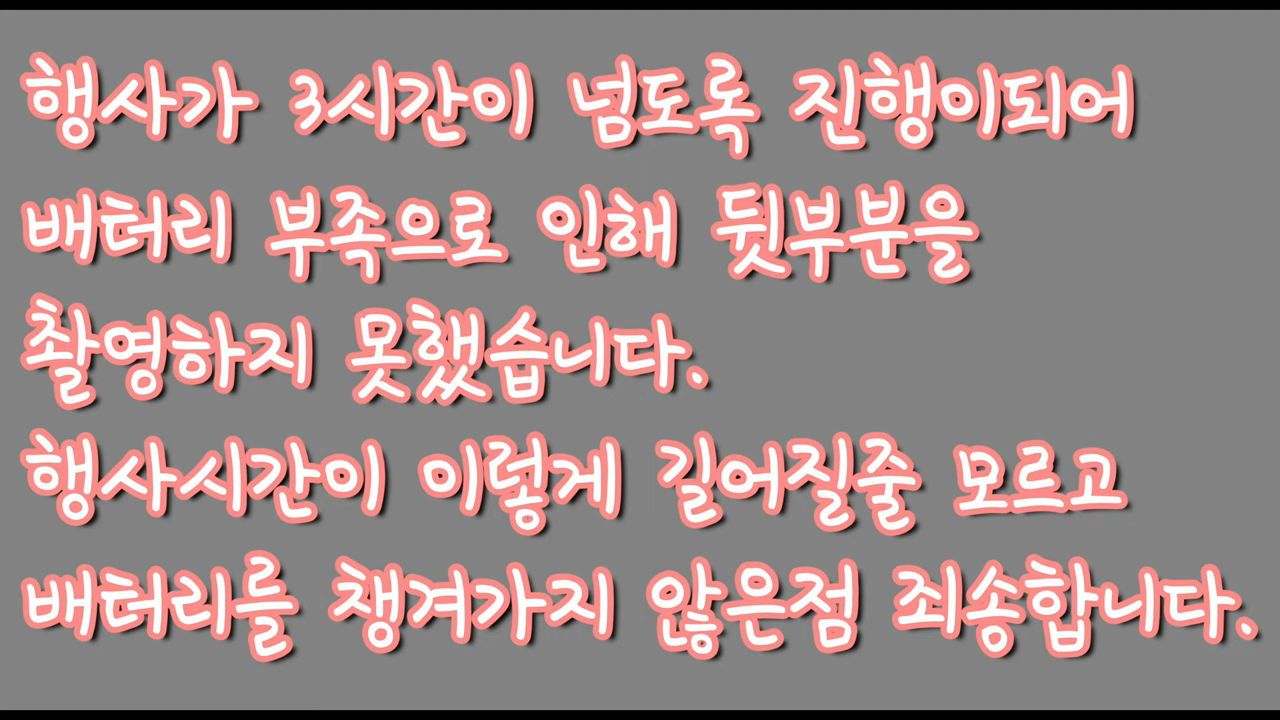 행사가 3시간이 넘도록 진행이되어
배터리 부족으로 인해 뒷부분을
촬영하지 못했습니다.
행사시간이 이렇게 길어질줄 모르고
배터리를 챙겨가지 않은점 죄송합니다.